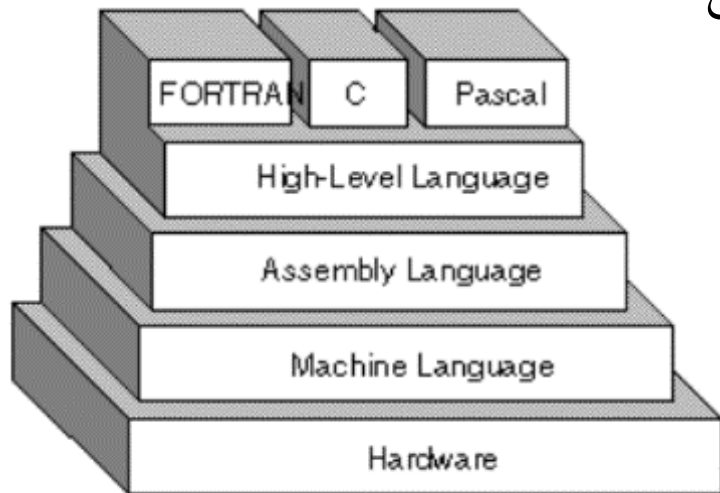 FORTRAN C Pascal
High-Level Language
Assembly Language
Machine Language
Hardware